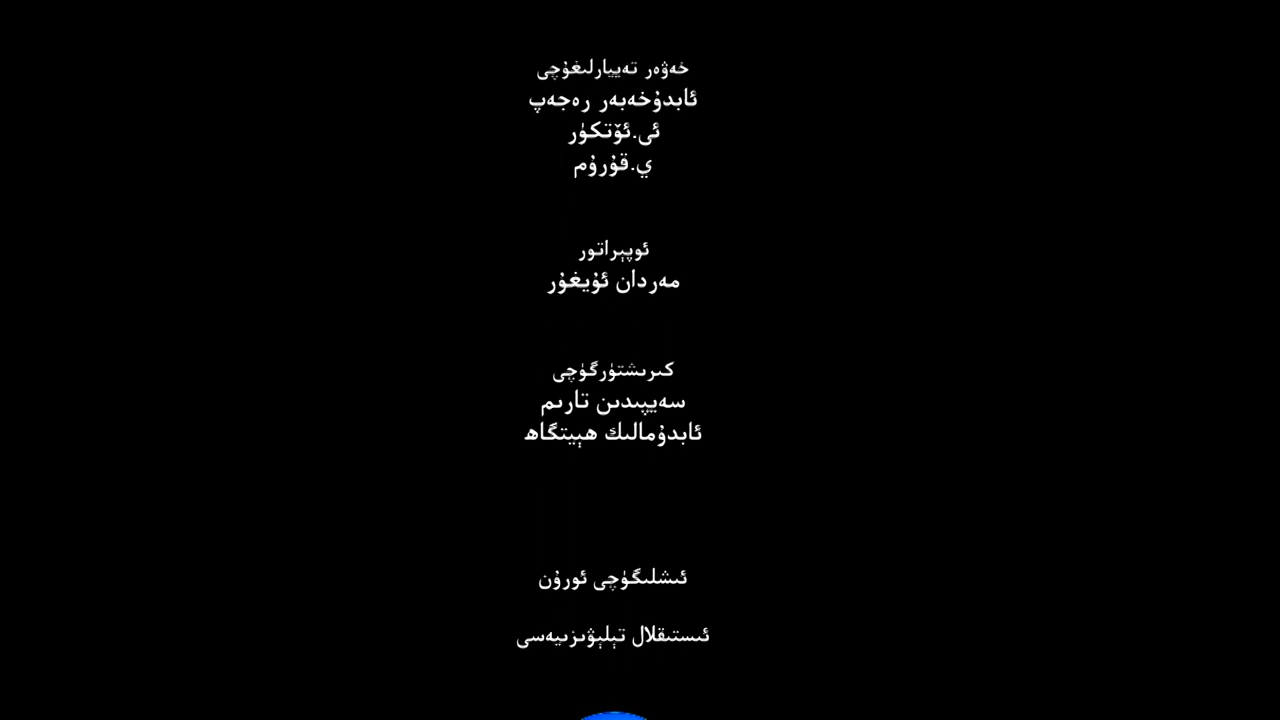 خەۋەر تەييارلىغۇچى
ئابدۇخەبەر رەجەپ
ئى.ئۆتكۈر
ي.قۇرۇم
ئوپېراتور
مەردان ئۇيغۇر
كىرىشتۈرگۈچى
سەيپىدىن تارىم
ئابدۇمالىك ھېيتگاھ
ئىشلىگۈچى ئورۇن
ئىستىقلال تېلېۋىزىيەسى